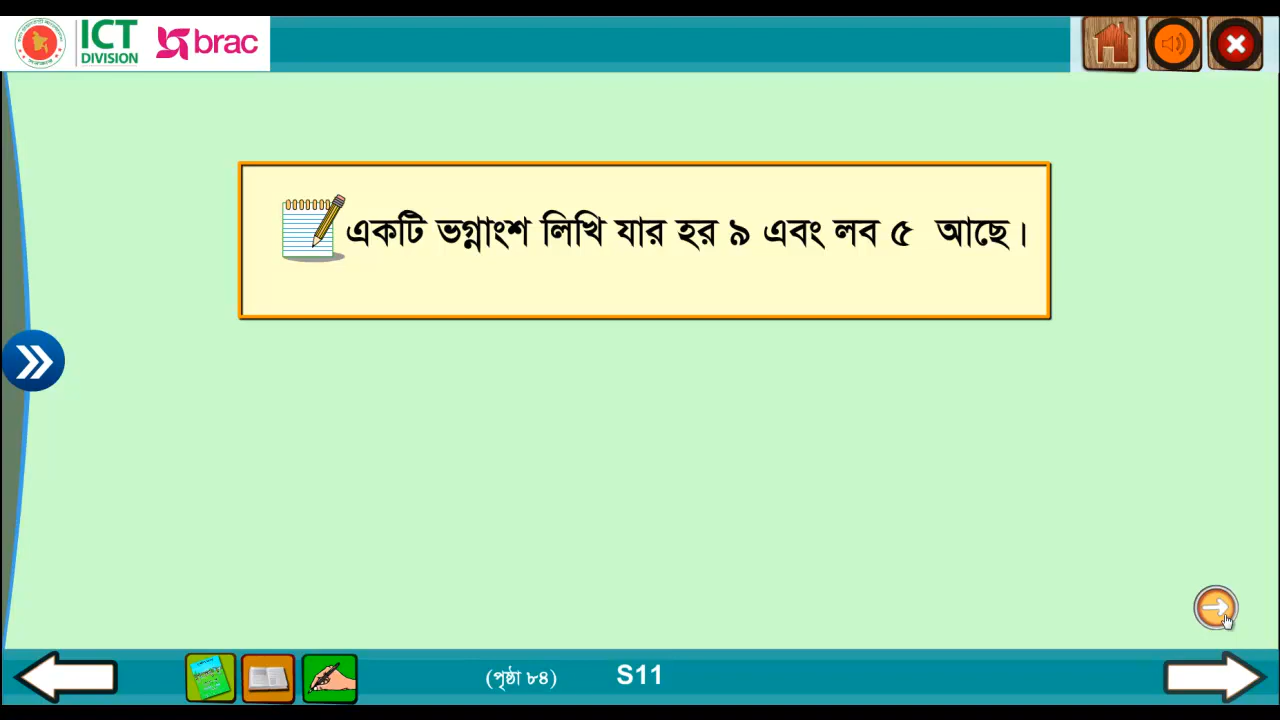 ICT
DIVISION
brac
একটি ভগ্নাংশ লিখি যার হর ৯ এবং লব ৫ আছে।
(পৃষ্ঠা ৮৪)
S11